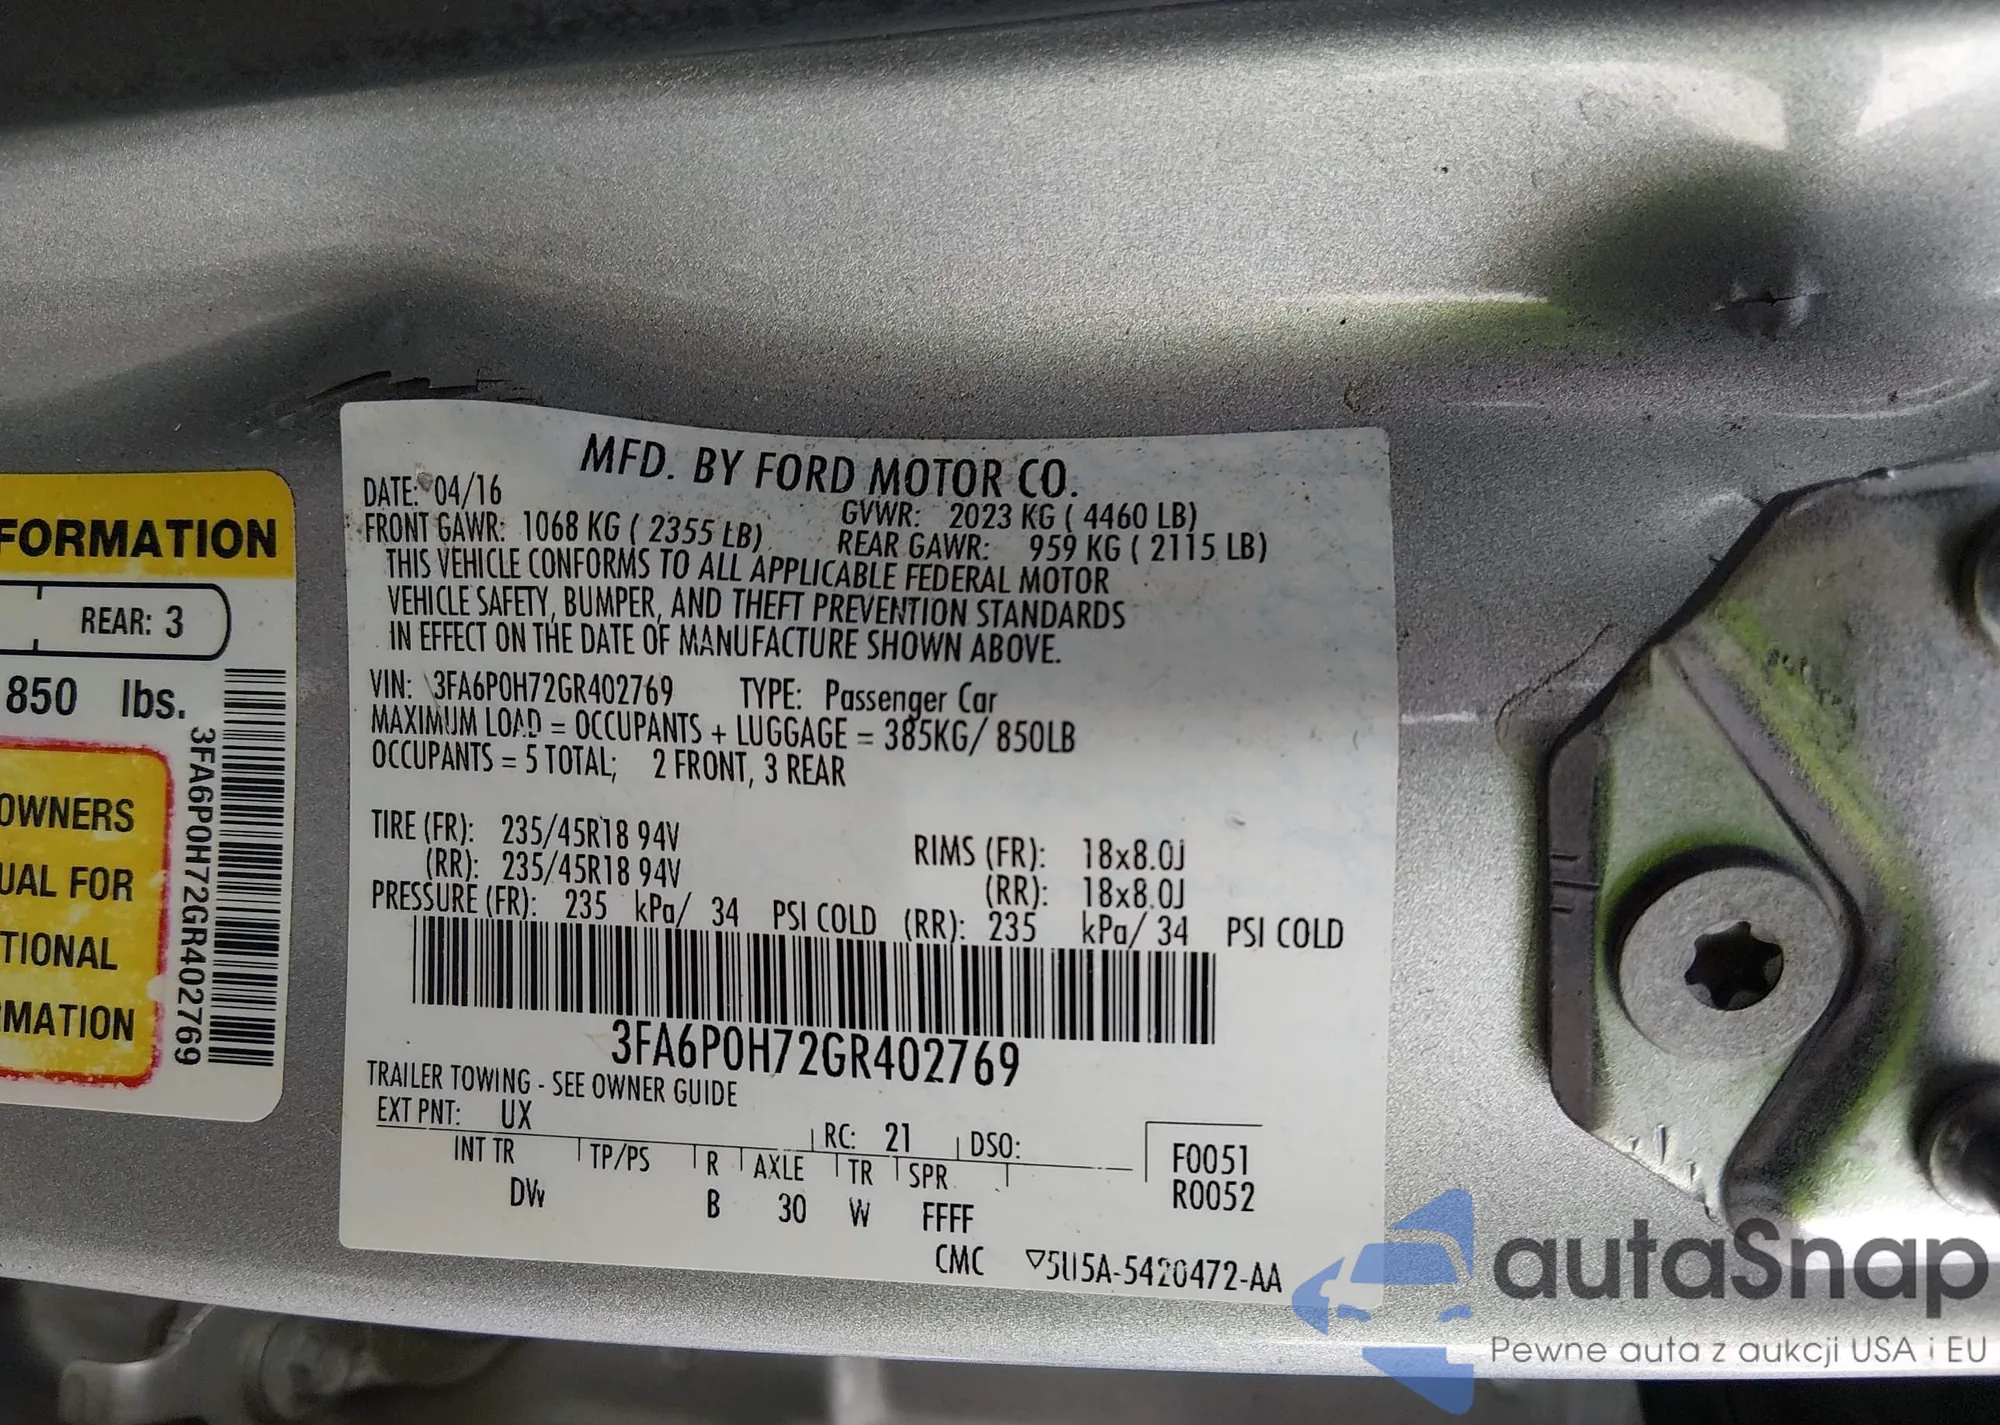 FORMATION
REAR: 3
850 lbs.
3FA6P0H72GR402769
OWNERS
UAL FOR
TIONAL
RMATION
MFD. BY FORD MOTOR CO.
DATE: 04/16
GVWR: 2023 KG ( 4460 LB)
FRONT GAWR: 1068 KG ( 2355 LB)
REAR GAWR: 959 KG ( 2115 LB)
THIS VEHICLE CONFORMS TO ALL APPLICABLE FEDERAL MOTOR
VEHICLE SAFETY, BUMPER, AND THEFT PREVENTION STANDARDS
IN EFFECT ON THE DATE OF MANUFACTURE SHOWN ABOVE.
VIN: 3FA6P0H72GR402769 TYPE: Passenger Car
MAXIMUM LOAD = OCCUPANTS + LUGGAGE = 385KG/ 850LB
OCCUPANTS = 5 TOTAL; 2 FRONT, 3 REAR
TIRE (FR): 235/45R18 94V RIMS (FR): 18x8.0J
(RR): 235/45R18 94V (RR): 18x8.0J
PRESSURE (FR): 235 kPa/ 34 PSI COLD (RR): 235 kPa/ 34 PSI COLD
3FA6P0H72GR402769
TRAILER TOWING - SEE OWNER GUIDE
EXT PNT: UX RC: 21 DSO:
INT TR TP/PS R AXLE TR SPR
DW B 30 W FFFF
F0051
R0052
CMC ▽5U5A-5420472-AA
autaSnap
Pewne auta z aukcji USA i EU